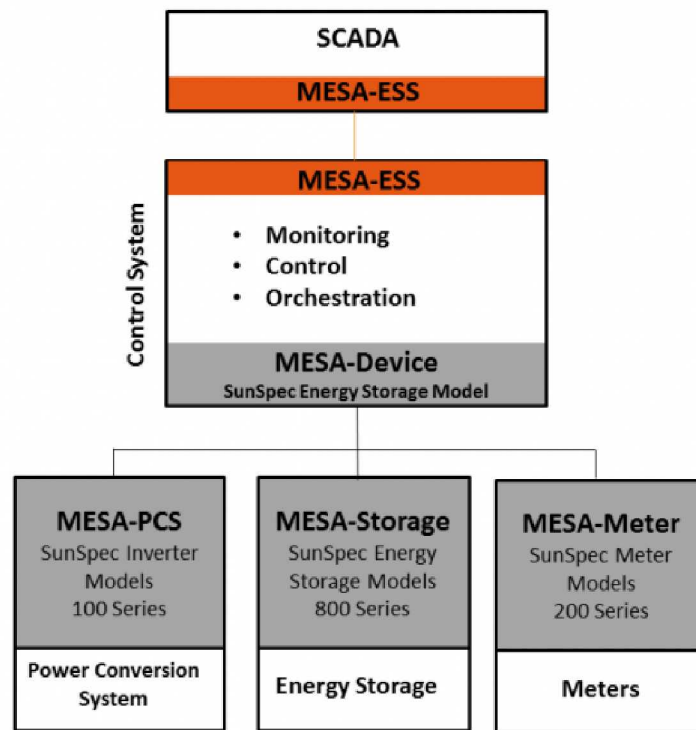 SCADA
MESA-ESS
MESA-ESS
Control System
• Monitoring
• Control
• Orchestration
MESA-Device
SunSpec Energy Storage Model
MESA-PCS
SunSpec Inverter
Models
100 Series
Power Conversion
System
MESA-Storage
SunSpec Energy
Storage Models
800 Series
Energy Storage
MESA-Meter
SunSpec Meter
Models
200 Series
Meters